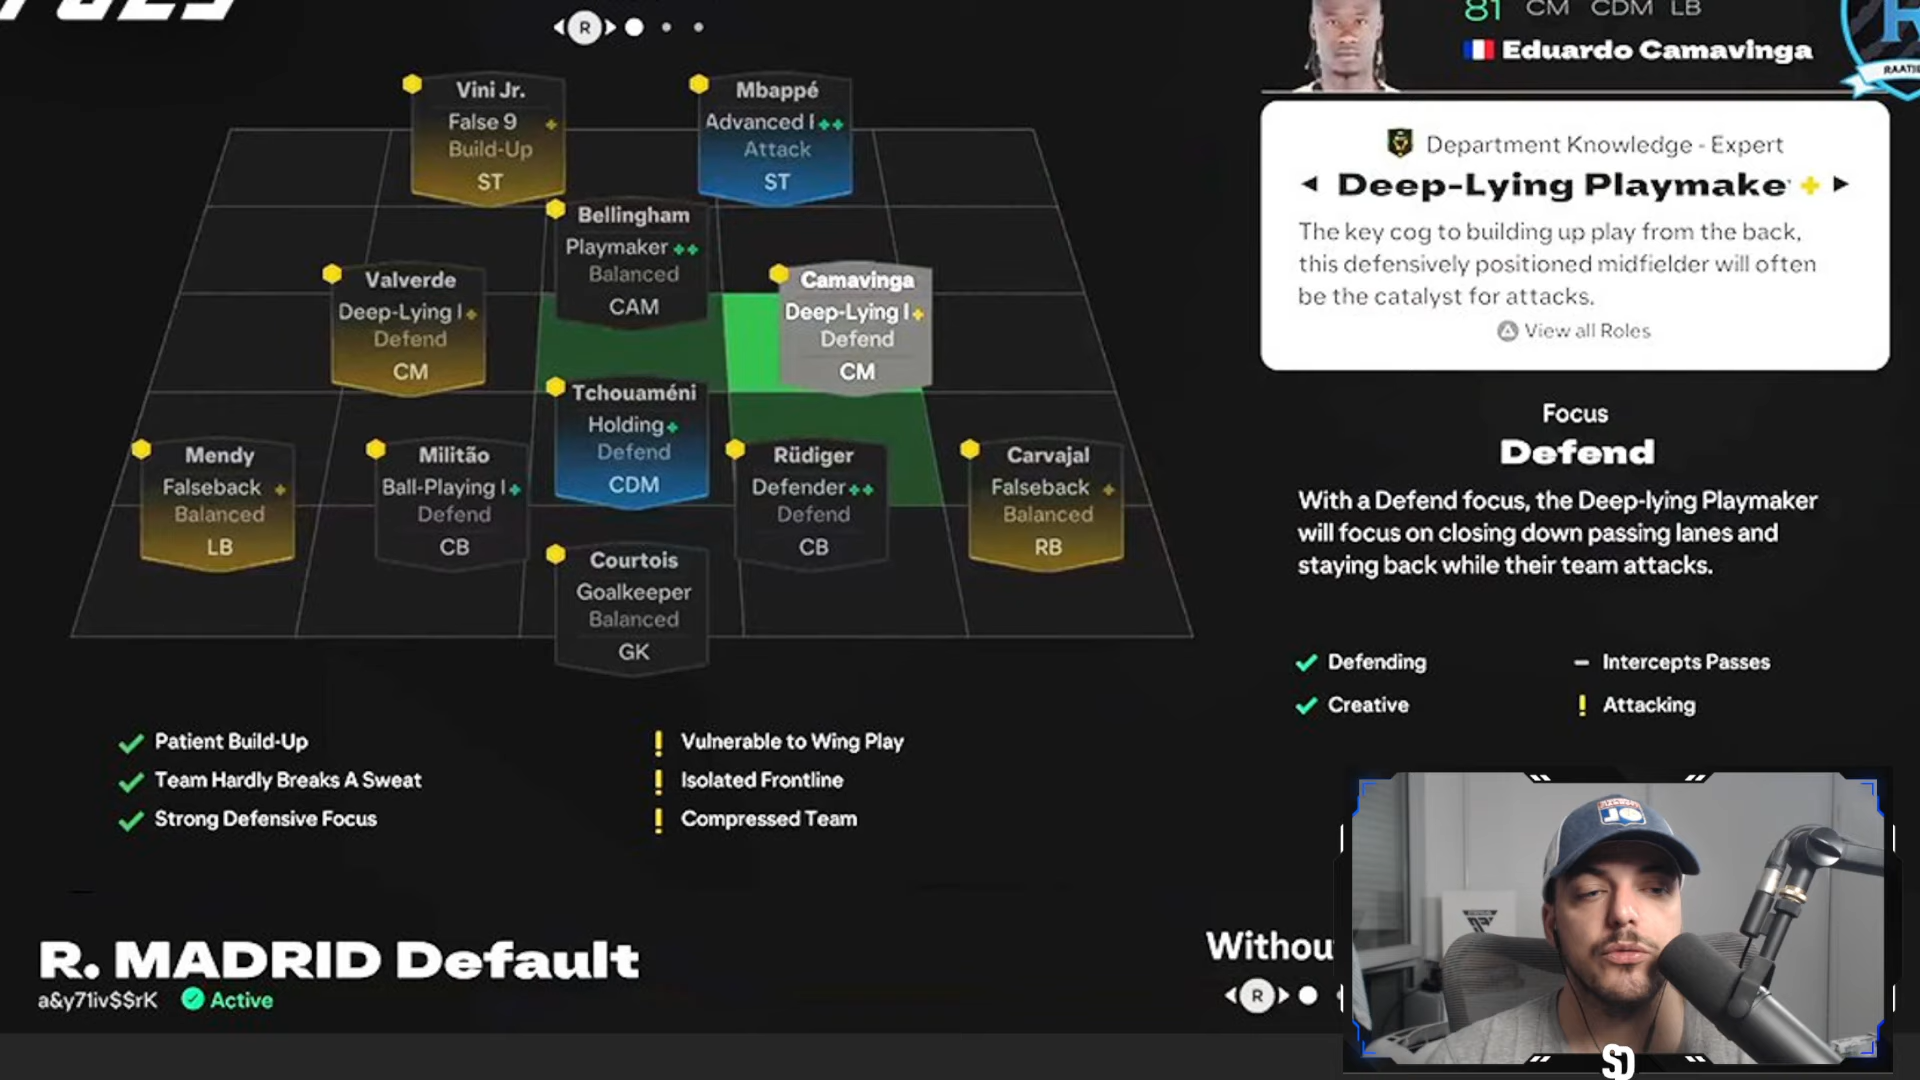 R
81 CM CDM LB
Eduardo Camavinga
RAATIE
Vini Jr.
False 9
Build-Up
ST
Mbappé
Advanced I
Attack
ST
Bellingham
Playmaker
Balanced
CAM
Valverde
Deep-Lying I
Defend
CM
Camavinga
Deep-Lying I
Defend
CM
Tchouaméni
Holding
Defend
CDM
Mendy
Falseback
Balanced
LB
Militão
Ball-Playing I
Defend
CB
Rüdiger
Defender
Defend
CB
Carvajal
Falseback
Balanced
RB
Courtois
Goalkeeper
Balanced
GK
Department Knowledge - Expert
Deep-Lying Playmake
The key cog to building up play from the back,
this defensively positioned midfielder will often
be the catalyst for attacks.
View all Roles
Focus
Defend
With a Defend focus, the Deep-lying Playmaker
will focus on closing down passing lanes and
staying back while their team attacks.
Defending
Intercepts Passes
Creative
Attacking
Patient Build-Up
Team Hardly Breaks A Sweat
Strong Defensive Focus
Vulnerable to Wing Play
Isolated Frontline
Compressed Team
R. MADRID Default
a&y71iv$$rK Active
Withou
R
JO
SO